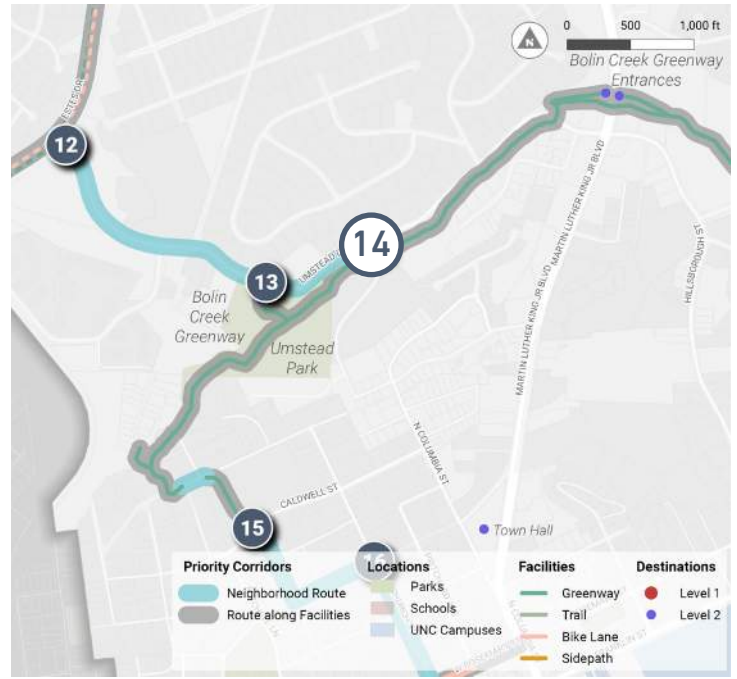 0 500 1,000 ft
N
Bolin Creek Greenway
Entrances
ESTES DR
12
14
13
UMSTEAD
MARTIN LUTHER KING JR BLVD
MARTIN LUTHER KING JR BLVD
HILLSBOROUGH ST
Bolin
Creek
Greenway
Umstead
Park
N COLUMBIA ST
CALDWELL ST
15
Town Hall
16
Priority Corridors
Neighborhood Route
Route along Facilities
Locations
Parks
Schools
UNC Campuses
Facilities
Greenway
Trail
Bike Lane
Sidepath
Destinations
Level 1
Level 2